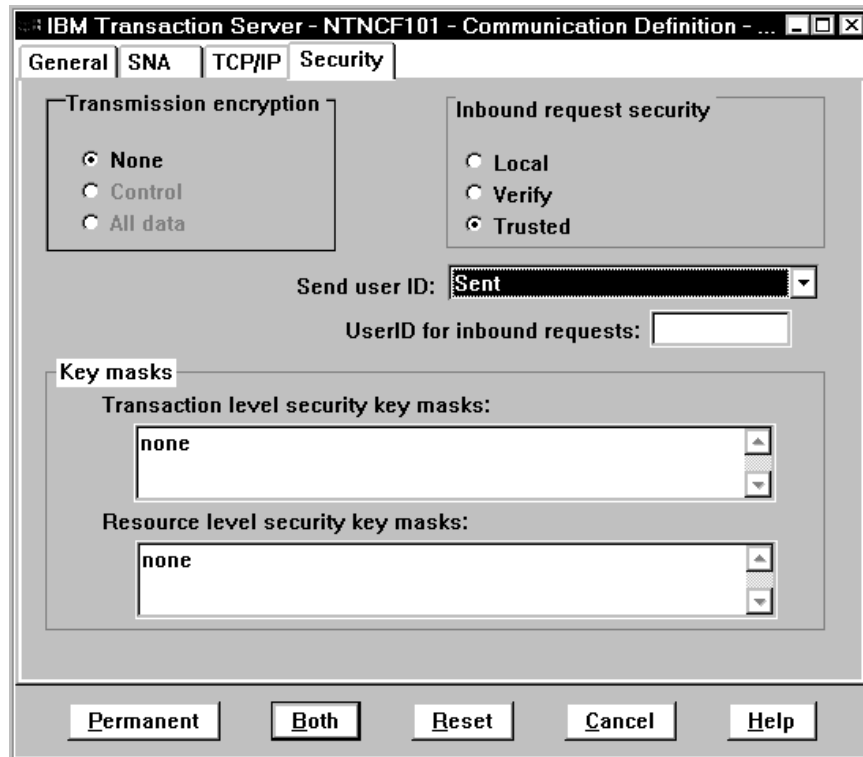 IBM Transaction Server - NTNCF101 - Communication Definition - ...
General SNA TCP/IP Security
Transmission encryption
None
Control
All data
Inbound request security
Local
Verify
Trusted
Send user ID: Sent
UserID for inbound requests:
Key masks
Transaction level security key masks:
none
Resource level security key masks:
none
Permanent Both Reset Cancel Help